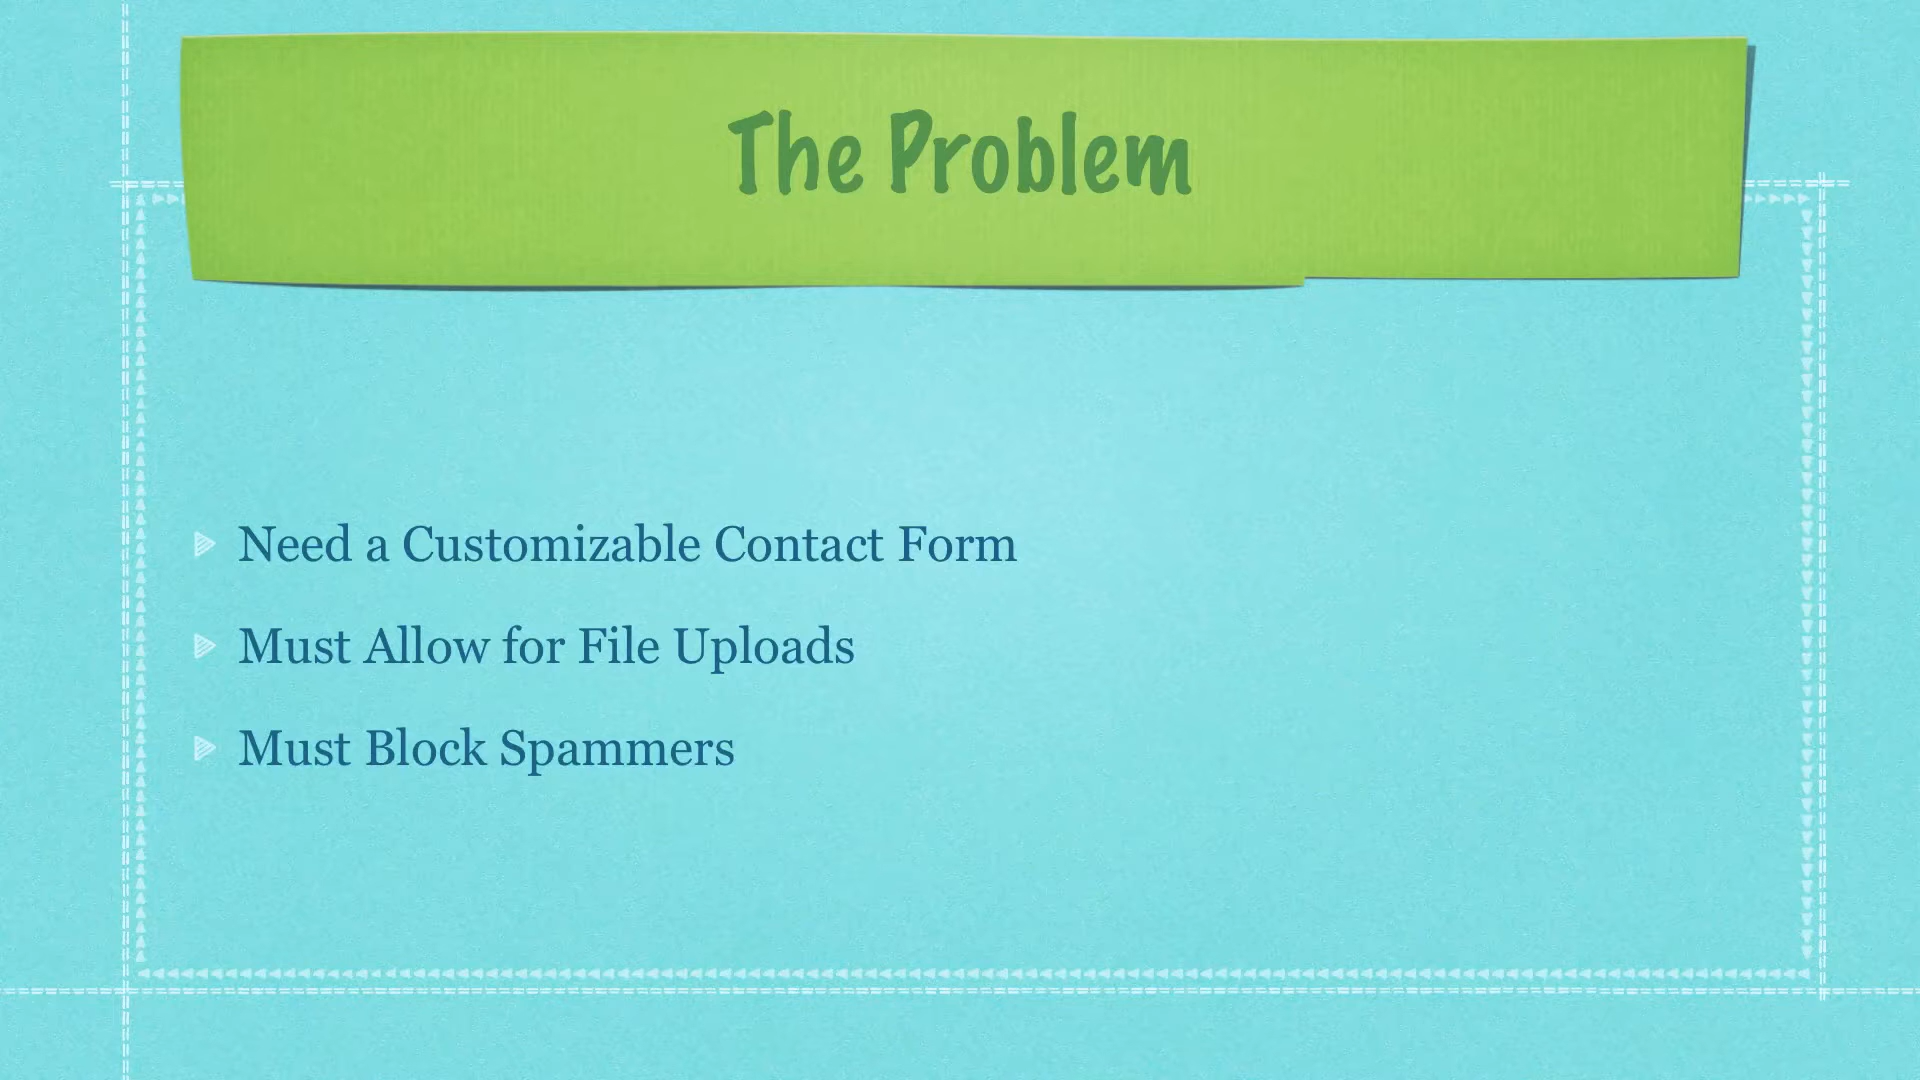 The Problem
Need a Customizable Contact Form
Must Allow for File Uploads
Must Block Spammers